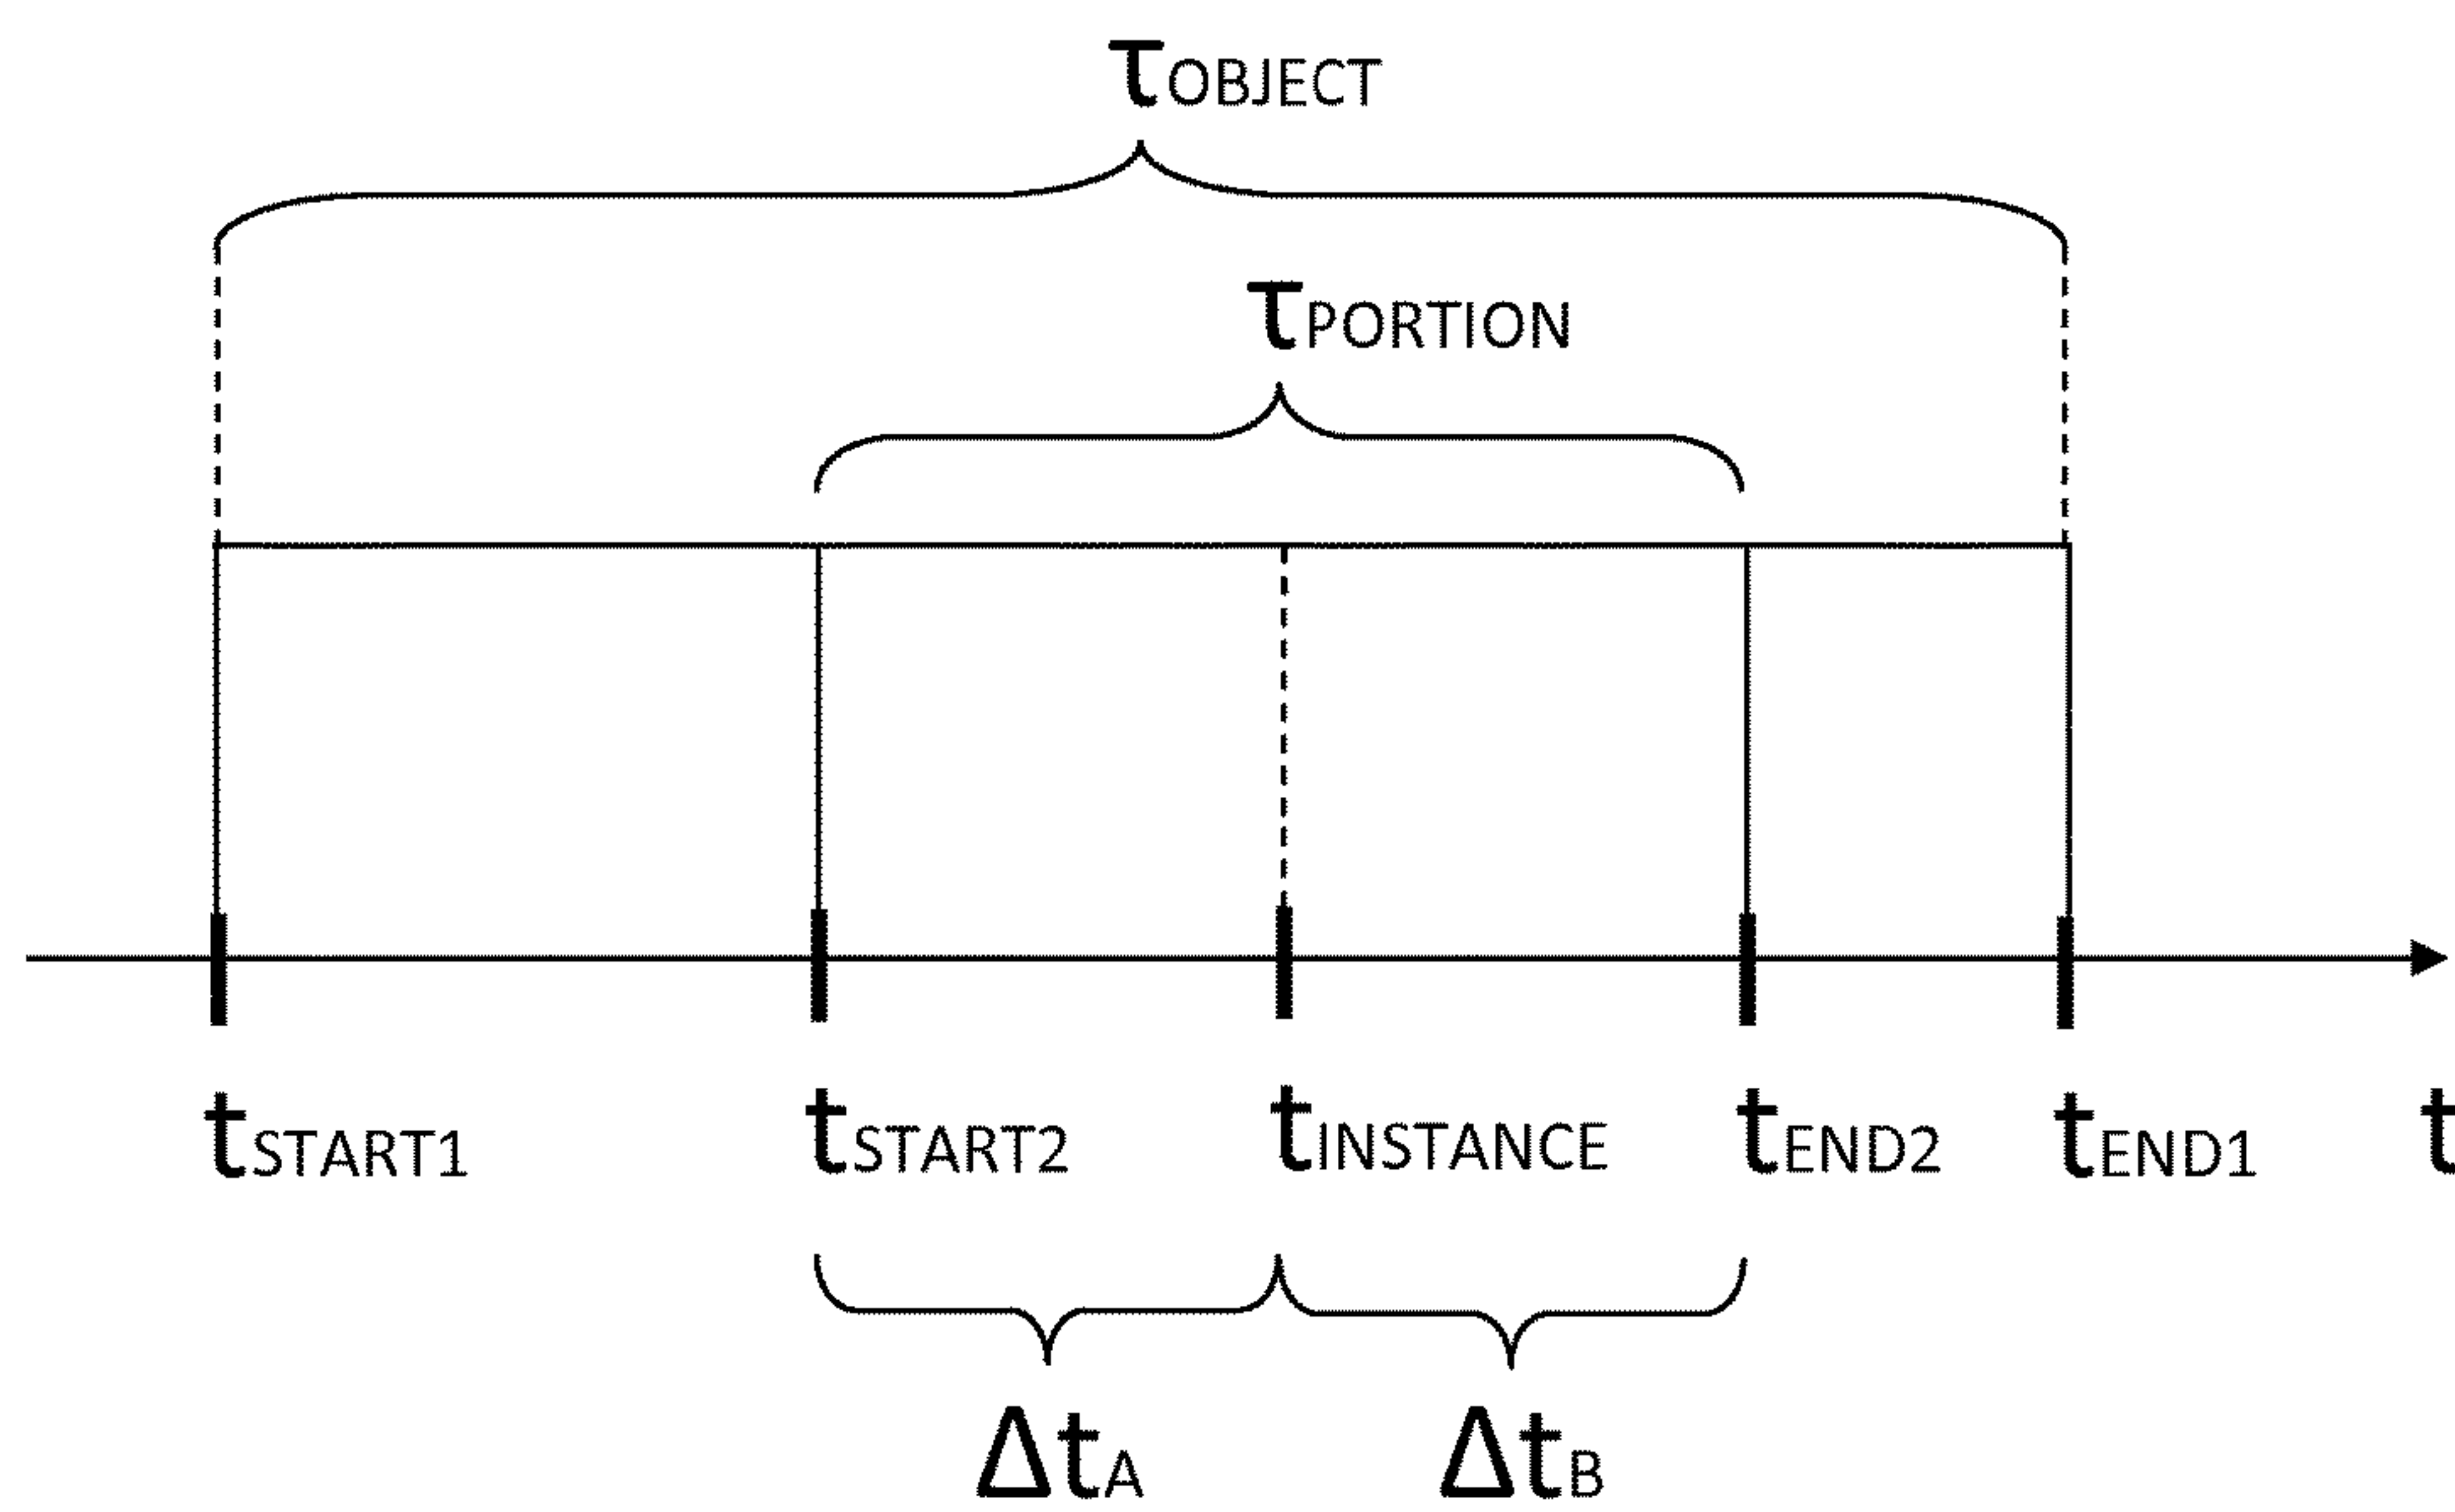 τOBJECT
τPORTION
tSTART1 tSTART2 tINSTANCE tEND2 tEND1 t
ΔtA ΔtB